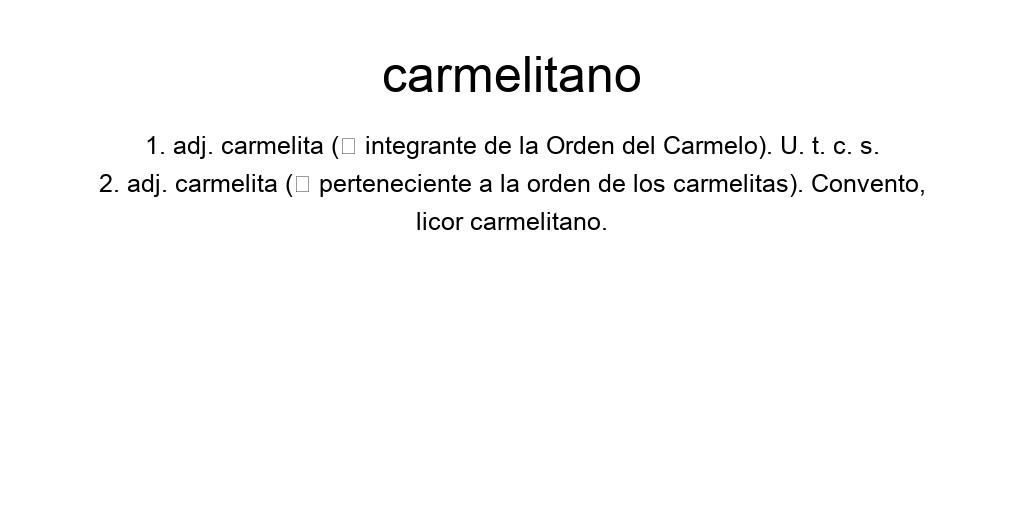 carmelitano
1. adj. carmelita (□ integrante de la Orden del Carmelo). U. t. c. s.
2. adj. carmelita (□ perteneciente a la orden de los carmelitas). Convento,
licor carmelitano.